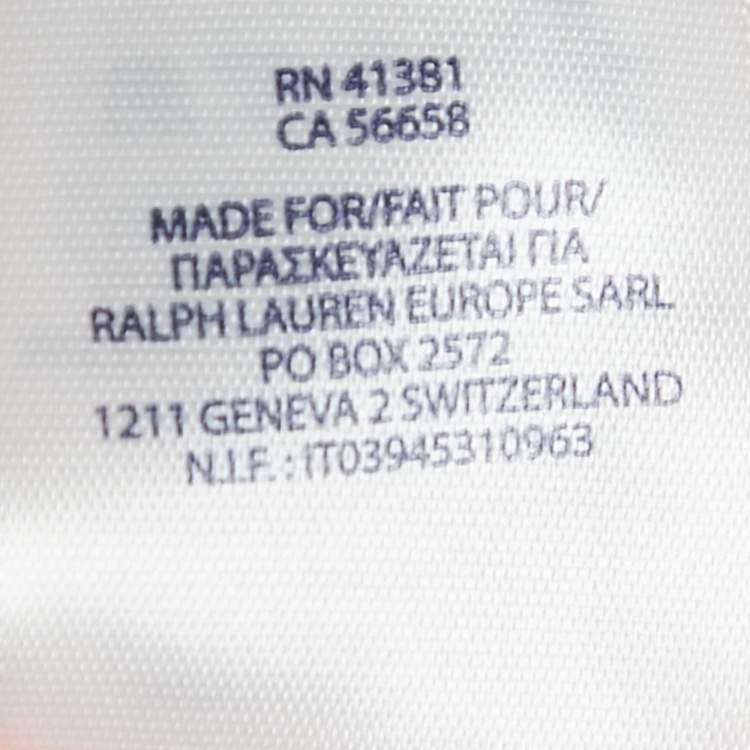 RN 41381
CA 56658
MADE FOR/FAIT POUR/
ΠΑΡΑΣΚΕΥΑΖΕΤΑΙ ΓΙΑ
RALPH LAUREN EUROPE SARL
PO BOX 2572
1211 GENEVA 2 SWITZERLAND
N.I.F. : IT03945310963